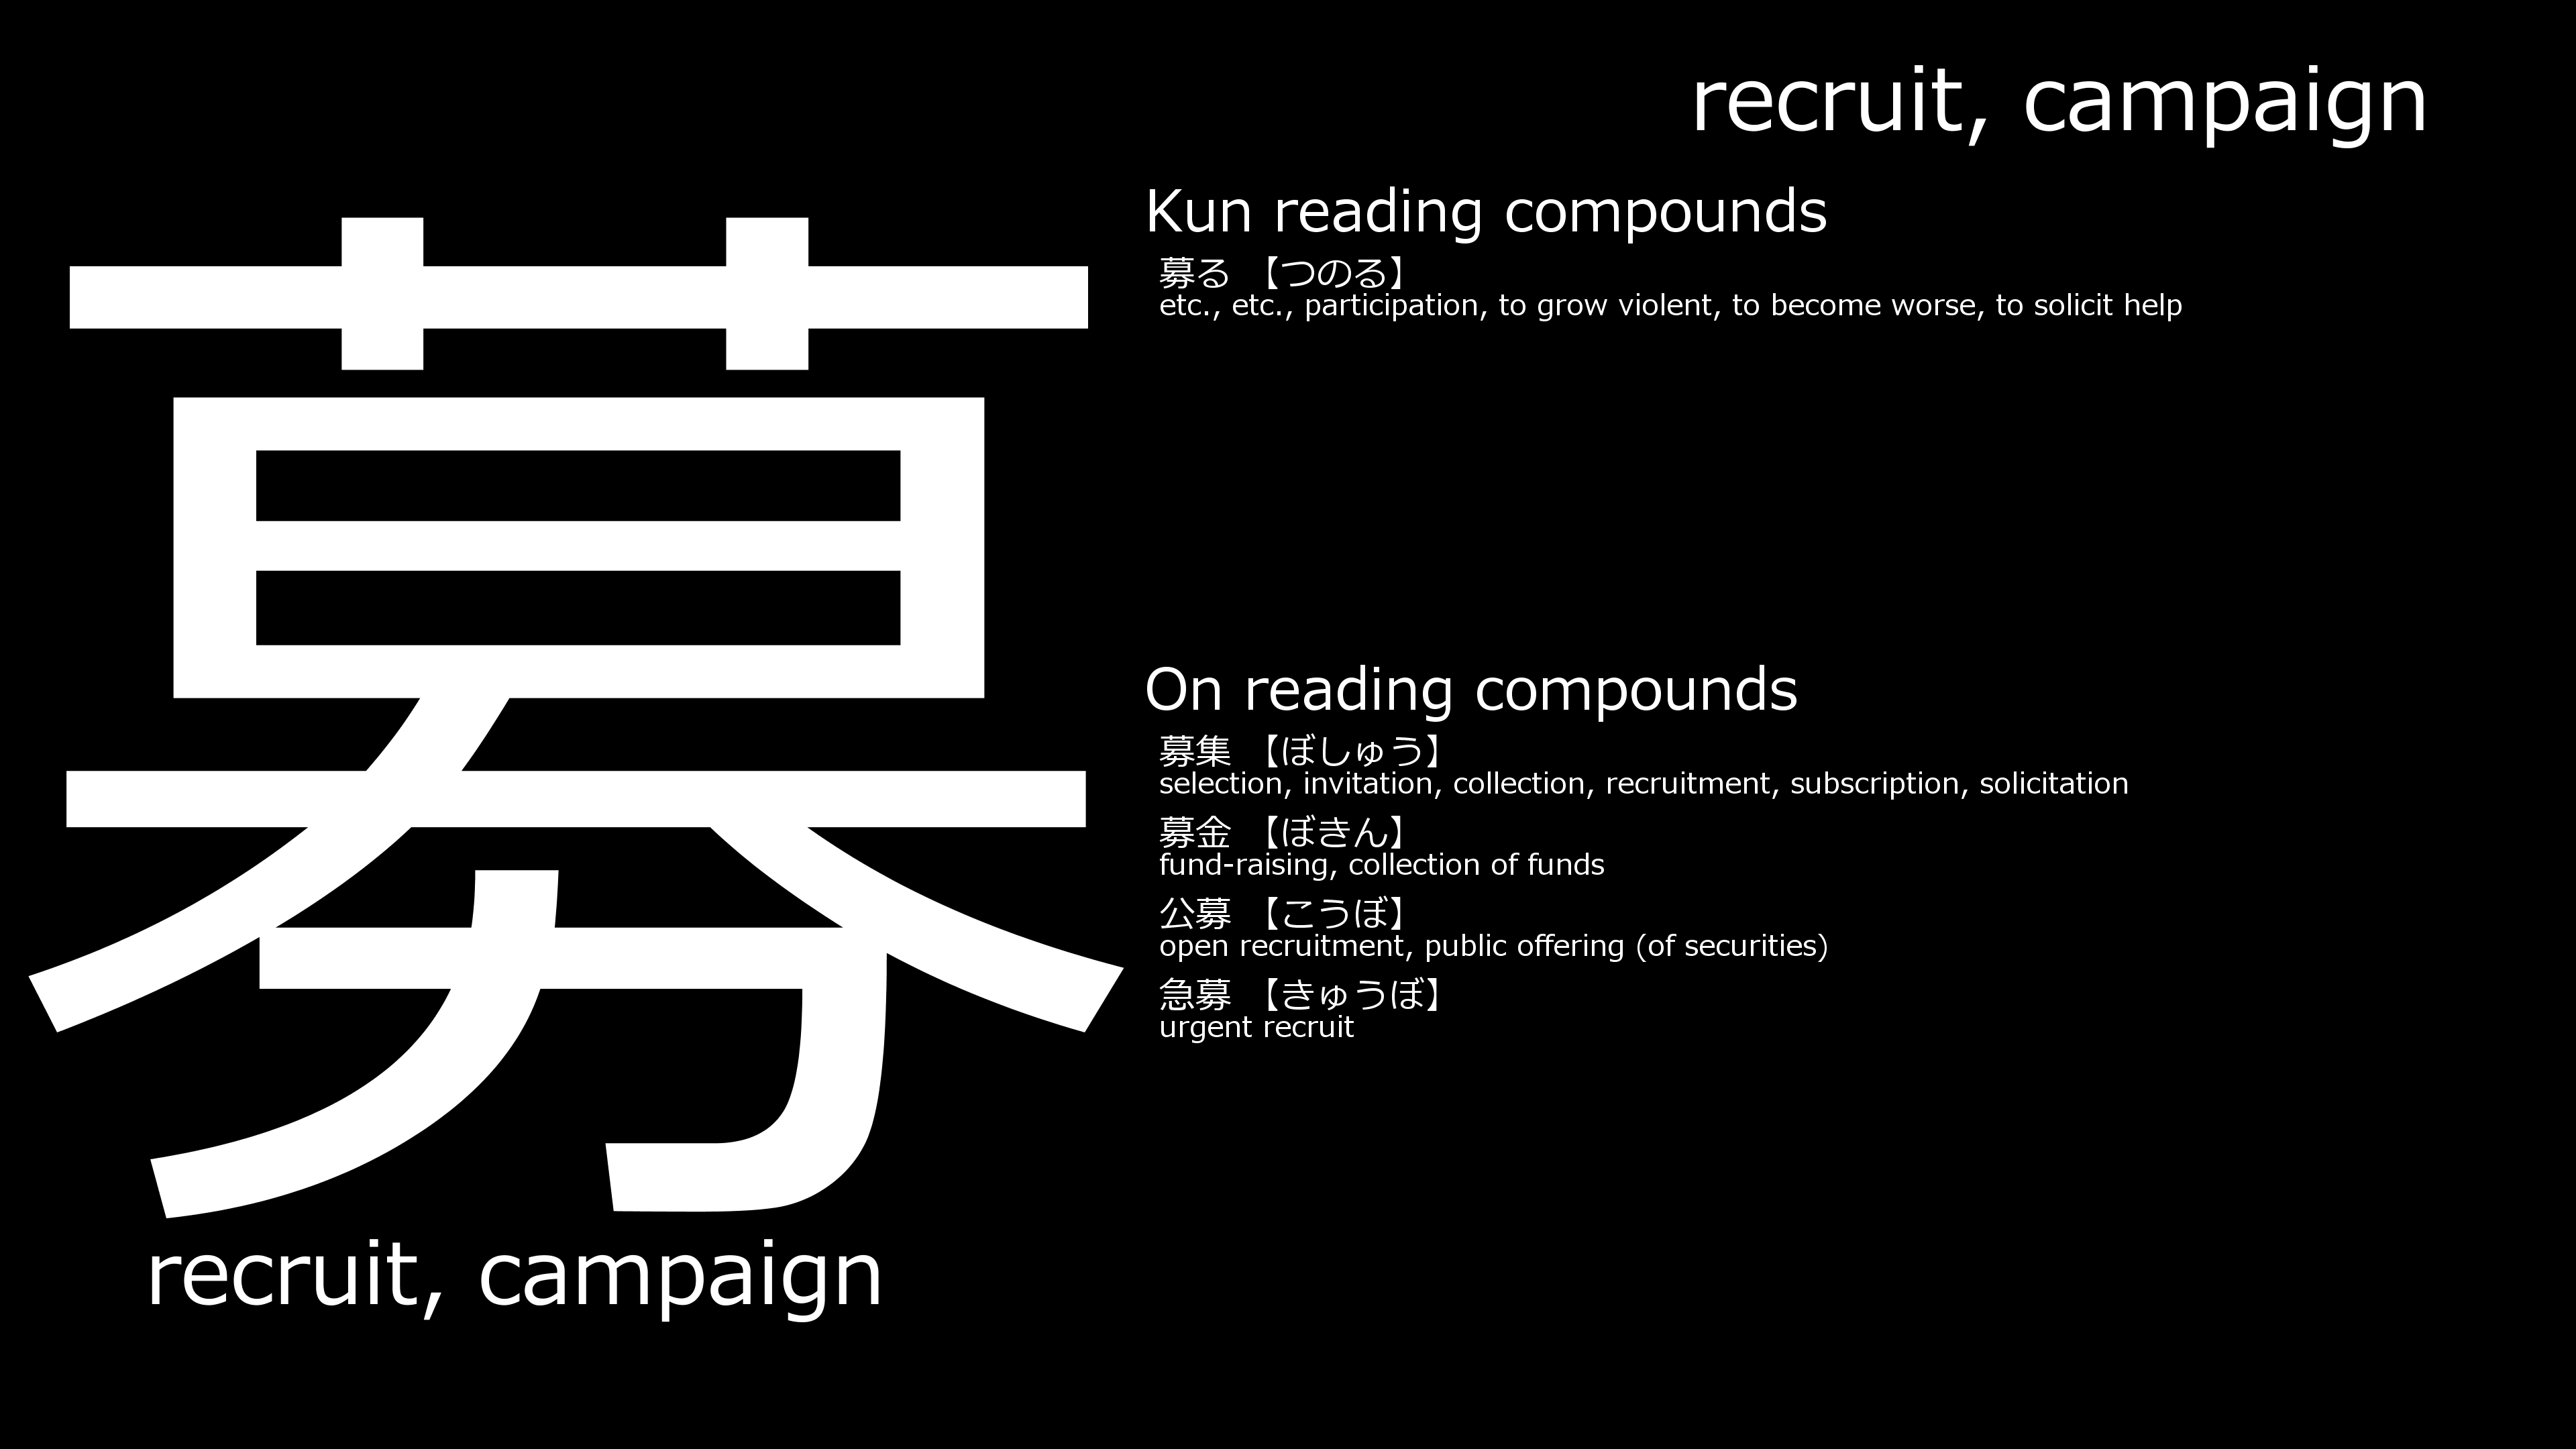 recruit, campaign
募
recruit, campaign
Kun reading compounds
募る 【つのる】
etc., etc., participation, to grow violent, to become worse, to solicit help
On reading compounds
募集 【ぼしゅう】
selection, invitation, collection, recruitment, subscription, solicitation
募金 【ぼきん】
fund-raising, collection of funds
公募 【こうぼ】
open recruitment, public offering (of securities)
急募 【きゅうぼ】
urgent recruit